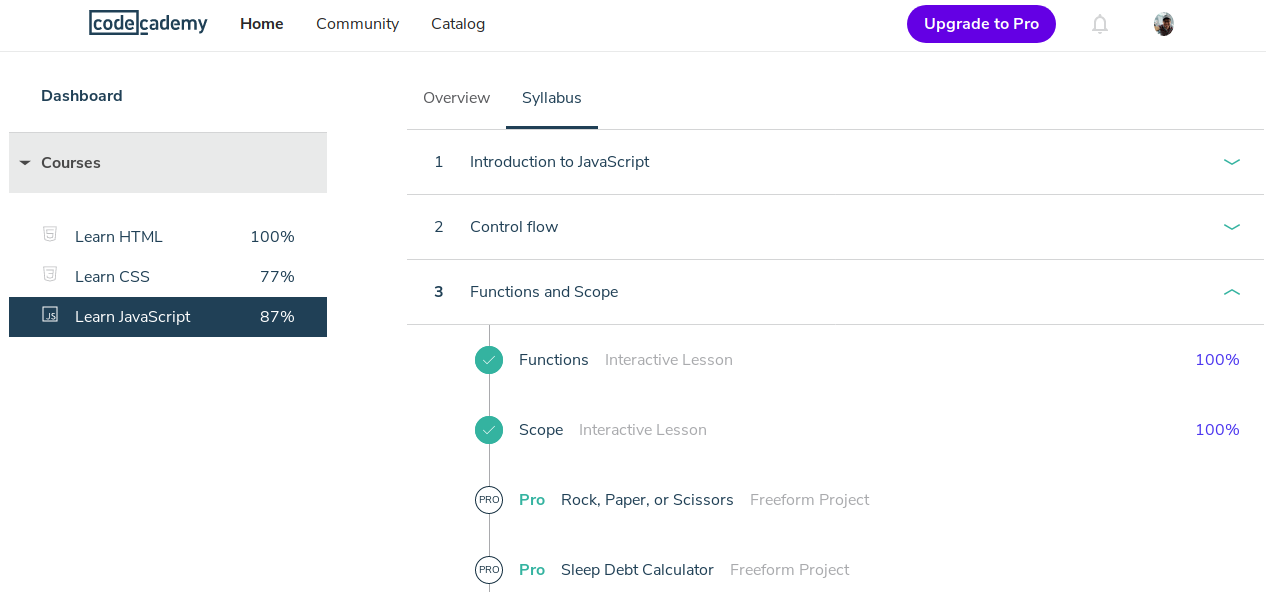 codecademy Home Community Catalog Upgrade to Pro
Dashboard
Courses
Learn HTML 100%
Learn CSS 77%
JS Learn JavaScript 87%
Overview Syllabus
1 Introduction to JavaScript
2 Control flow
3 Functions and Scope
Functions Interactive Lesson 100%
Scope Interactive Lesson 100%
PRO Pro Rock, Paper, or Scissors Freeform Project
PRO Pro Sleep Debt Calculator Freeform Project